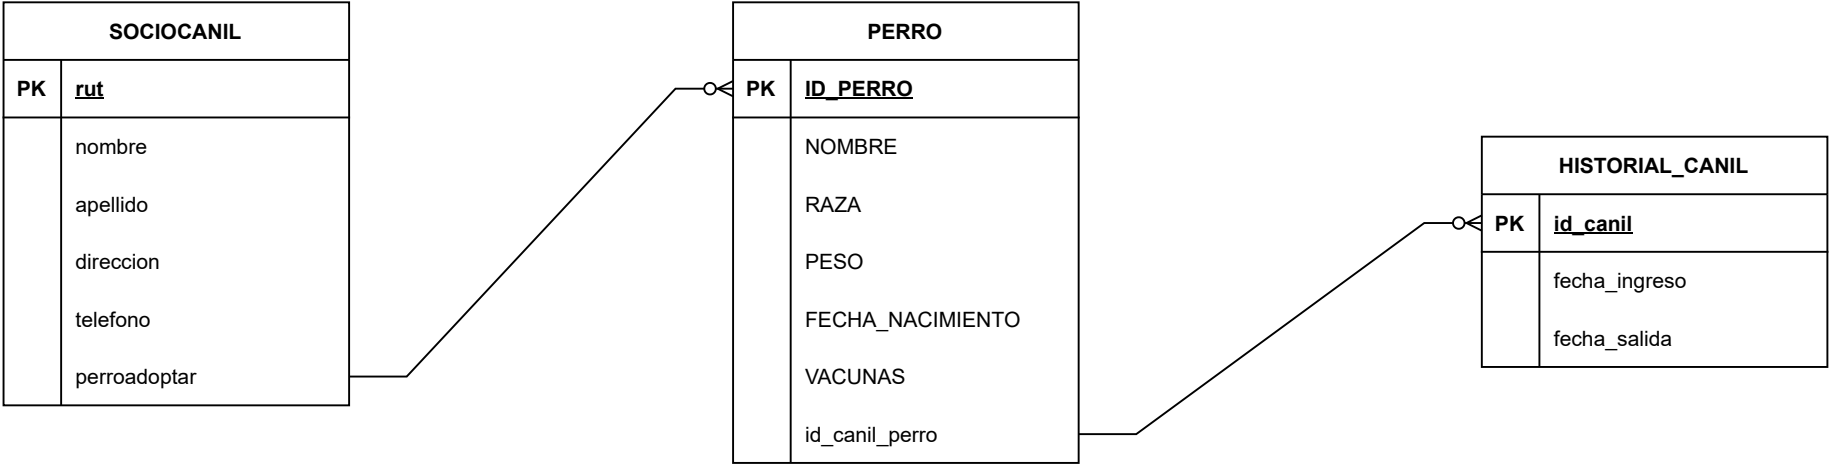 SOCIOCANIL
PK rut
nombre
apellido
direccion
telefono
perroadoptar
PERRO
PK ID_PERRO
NOMBRE
RAZA
PESO
FECHA_NACIMIENTO
VACUNAS
id_canil_perro
HISTORIAL_CANIL
PK id_canil
fecha_ingreso
fecha_salida